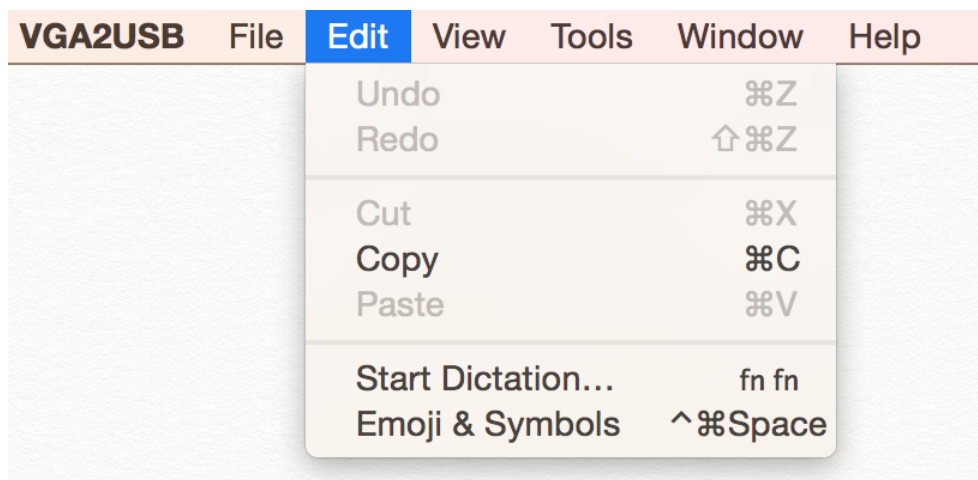 VGA2USB File Edit View Tools Window Help
Undo ⌘Z
Redo ⇧⌘Z
Cut ⌘X
Copy ⌘C
Paste ⌘V
Start Dictation... fn fn
Emoji & Symbols ^⌘Space